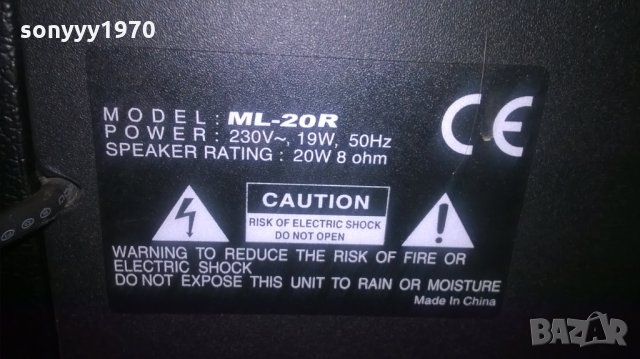 sonyyy1970
MODEL: ML-20R
POWER: 230V~, 19W, 50Hz
SPEAKER RATING: 20W 8 ohm
CE
CAUTION
RISK OF ELECTRIC SHOCK
DO NOT OPEN
WARNING TO REDUCE THE RISK OF FIRE OR
ELECTRIC SHOCK
DO NOT EXPOSE THIS UNIT TO RAIN OR MOISTURE
Made In China
BAZAR